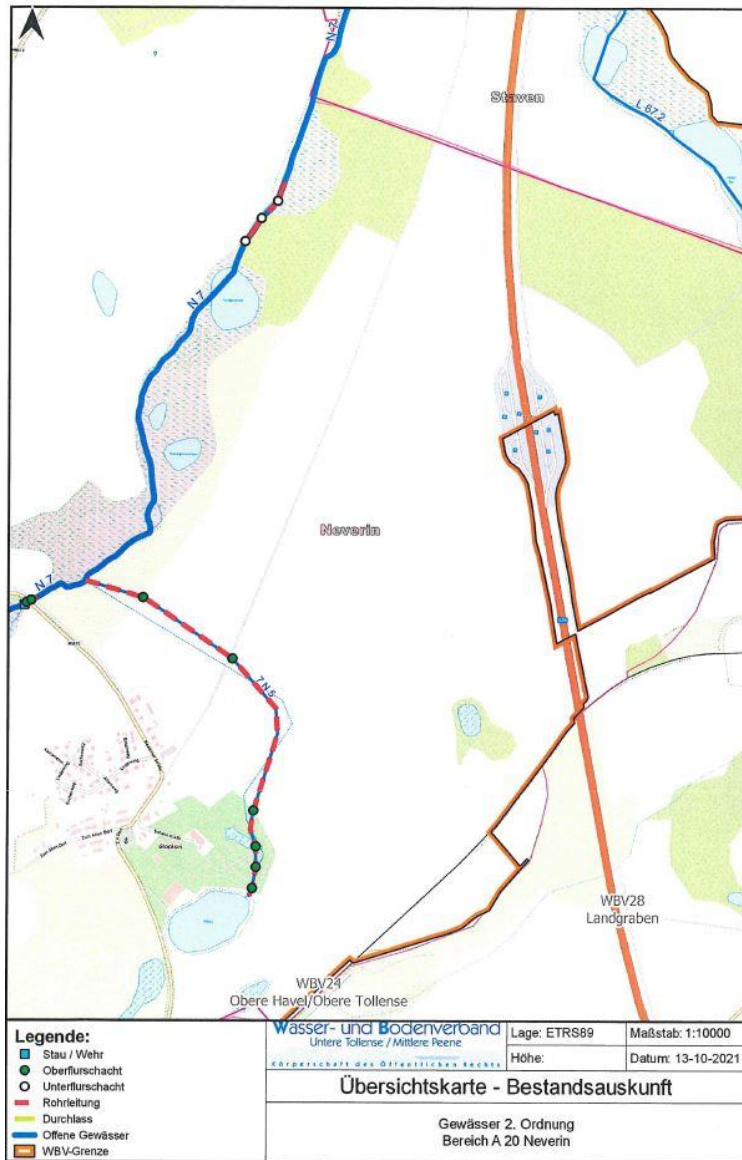 N 7
Staven
L 67.2
N 7
Neverin
N 7
7 N 5
WBV28
Landgraben
WBV24
Obere Havel/Obere Tollense
Legende:
Stau / Wehr
Oberflurschacht
Unterflurschacht
Rohrleitung
Durchlass
Offene Gewässer
WBV-Grenze
Wasser- und Bodenverband
Untere Tollense / Mittlere Peene
Körperschaft des Öffentlichen Rechts
Lage: ETRS89
Maßstab: 1:10000
Höhe:
Datum: 13-10-2021
Übersichtskarte - Bestandsauskunft
Gewässer 2. Ordnung
Bereich A 20 Neverin